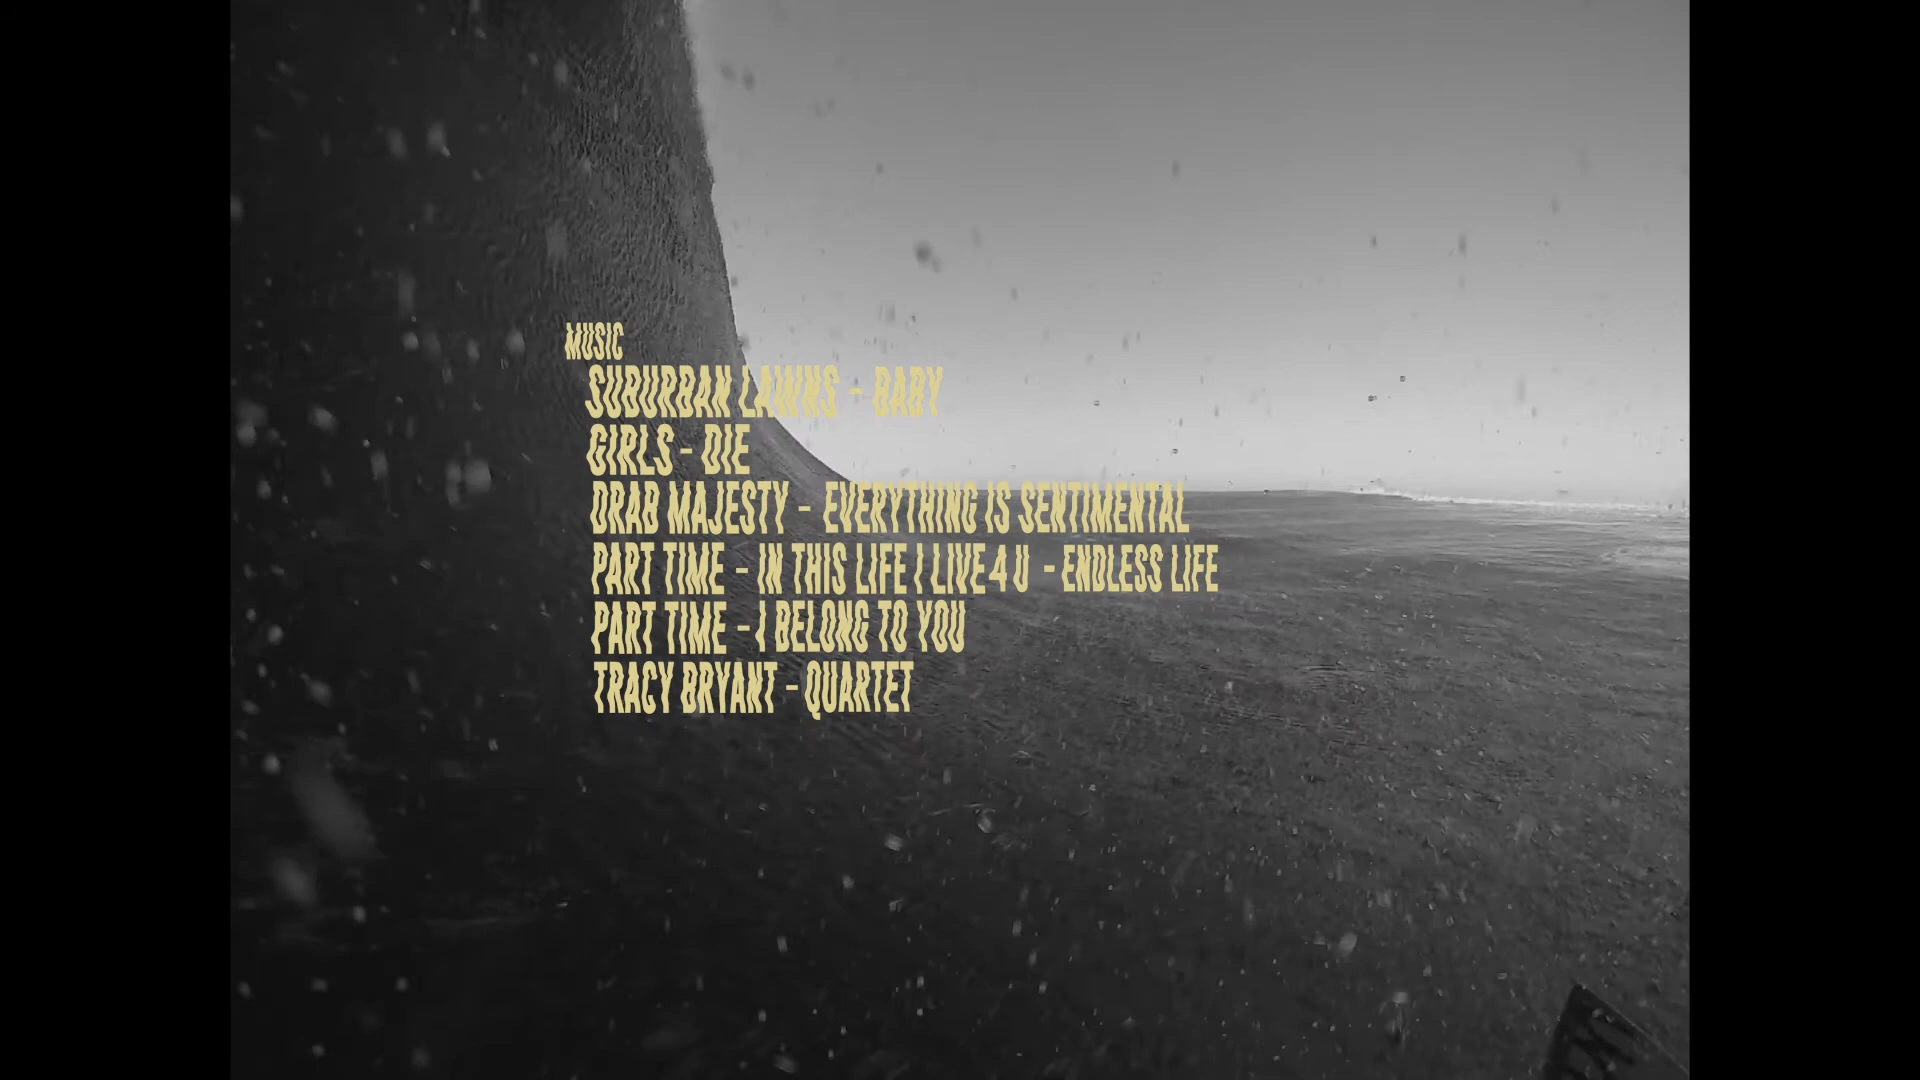 MUSIC
SUBURBAN LAWNS - BABY
GIRLS - DIE
DRAB MAJESTY - EVERYTHING IS SENTIMENTAL
PART TIME - IN THIS LIFE I LIVE 4 U - ENDLESS LIFE
PART TIME - I BELONG TO YOU
TRACY BRYANT - QUARTET